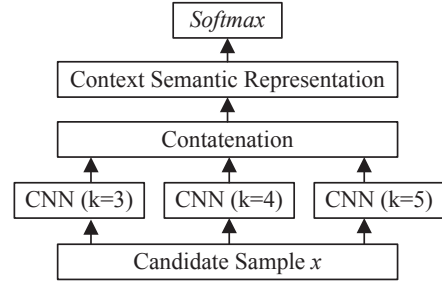 Softmax
Context Semantic Representation
Contatenation
CNN (k=3) CNN (k=4) CNN (k=5)
Candidate Sample x